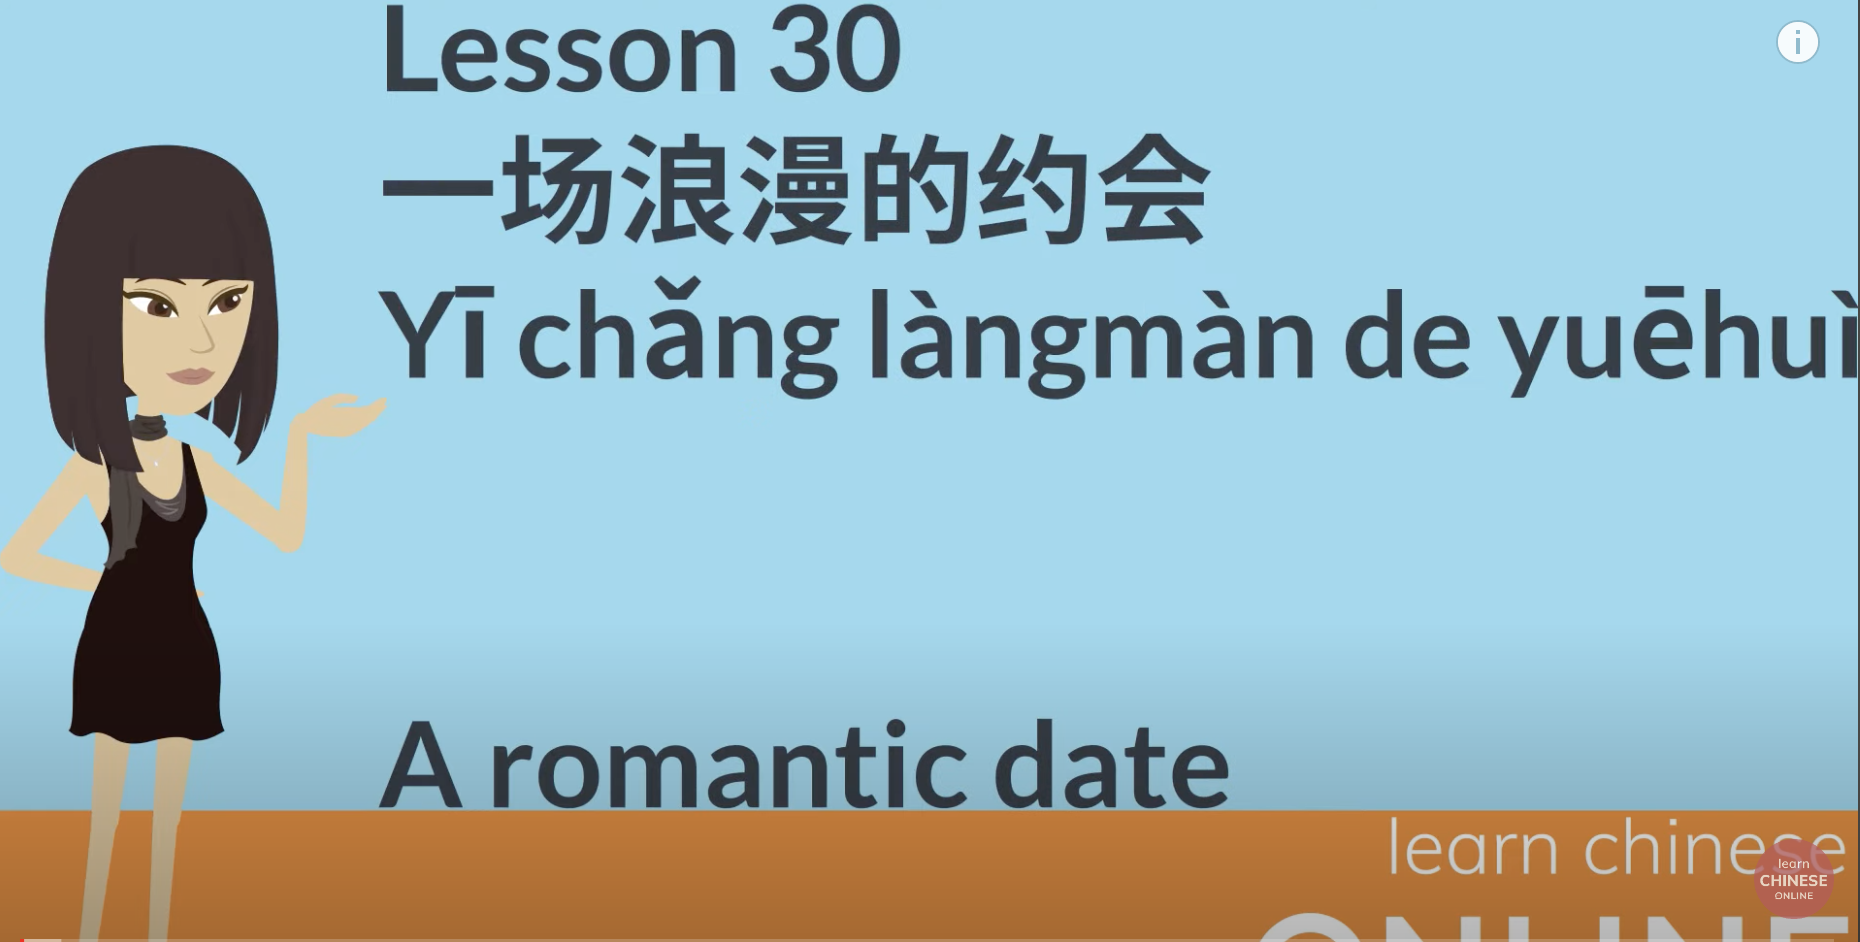 Lesson 30
一场浪漫的约会
Yī chǎng làngmàn de yuēhuì
A romantic date
learn chinese
ONLINE
learn
CHINESE
ONLINE